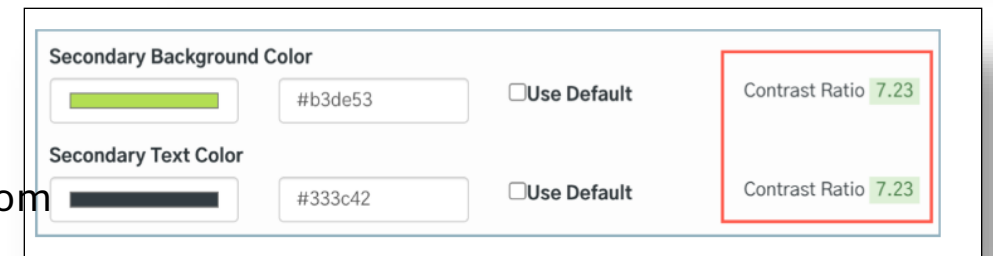 Secondary Background Color
#b3de53 Use Default Contrast Ratio 7.23
Secondary Text Color
om #333c42 Use Default Contrast Ratio 7.23